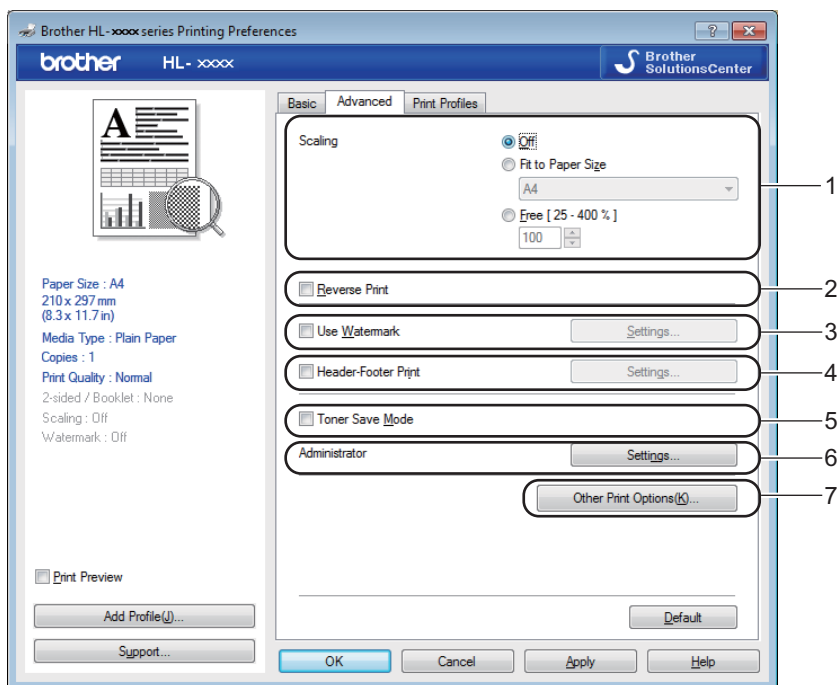 Brother HL-xxxx series Printing Preferences
brother HL- xxxx
Brother
SolutionsCenter
A
Paper Size : A4
210 x 297 mm
(8.3 x 11.7 in)
Media Type : Plain Paper
Copies : 1
Print Quality : Normal
2-sided / Booklet : None
Scaling : Off
Watermark : Off
Print Preview
Add Profile(J)...
Support...
Basic Advanced Print Profiles
Scaling
Off
Fit to Paper Size
A4
Free [ 25 - 400 % ]
100
1
Reverse Print
2
Use Watermark Settings...
3
Header-Footer Print Settings...
4
Toner Save Mode
5
Administrator Settings...
6
Other Print Options(K)...
7
Default
OK Cancel Apply Help